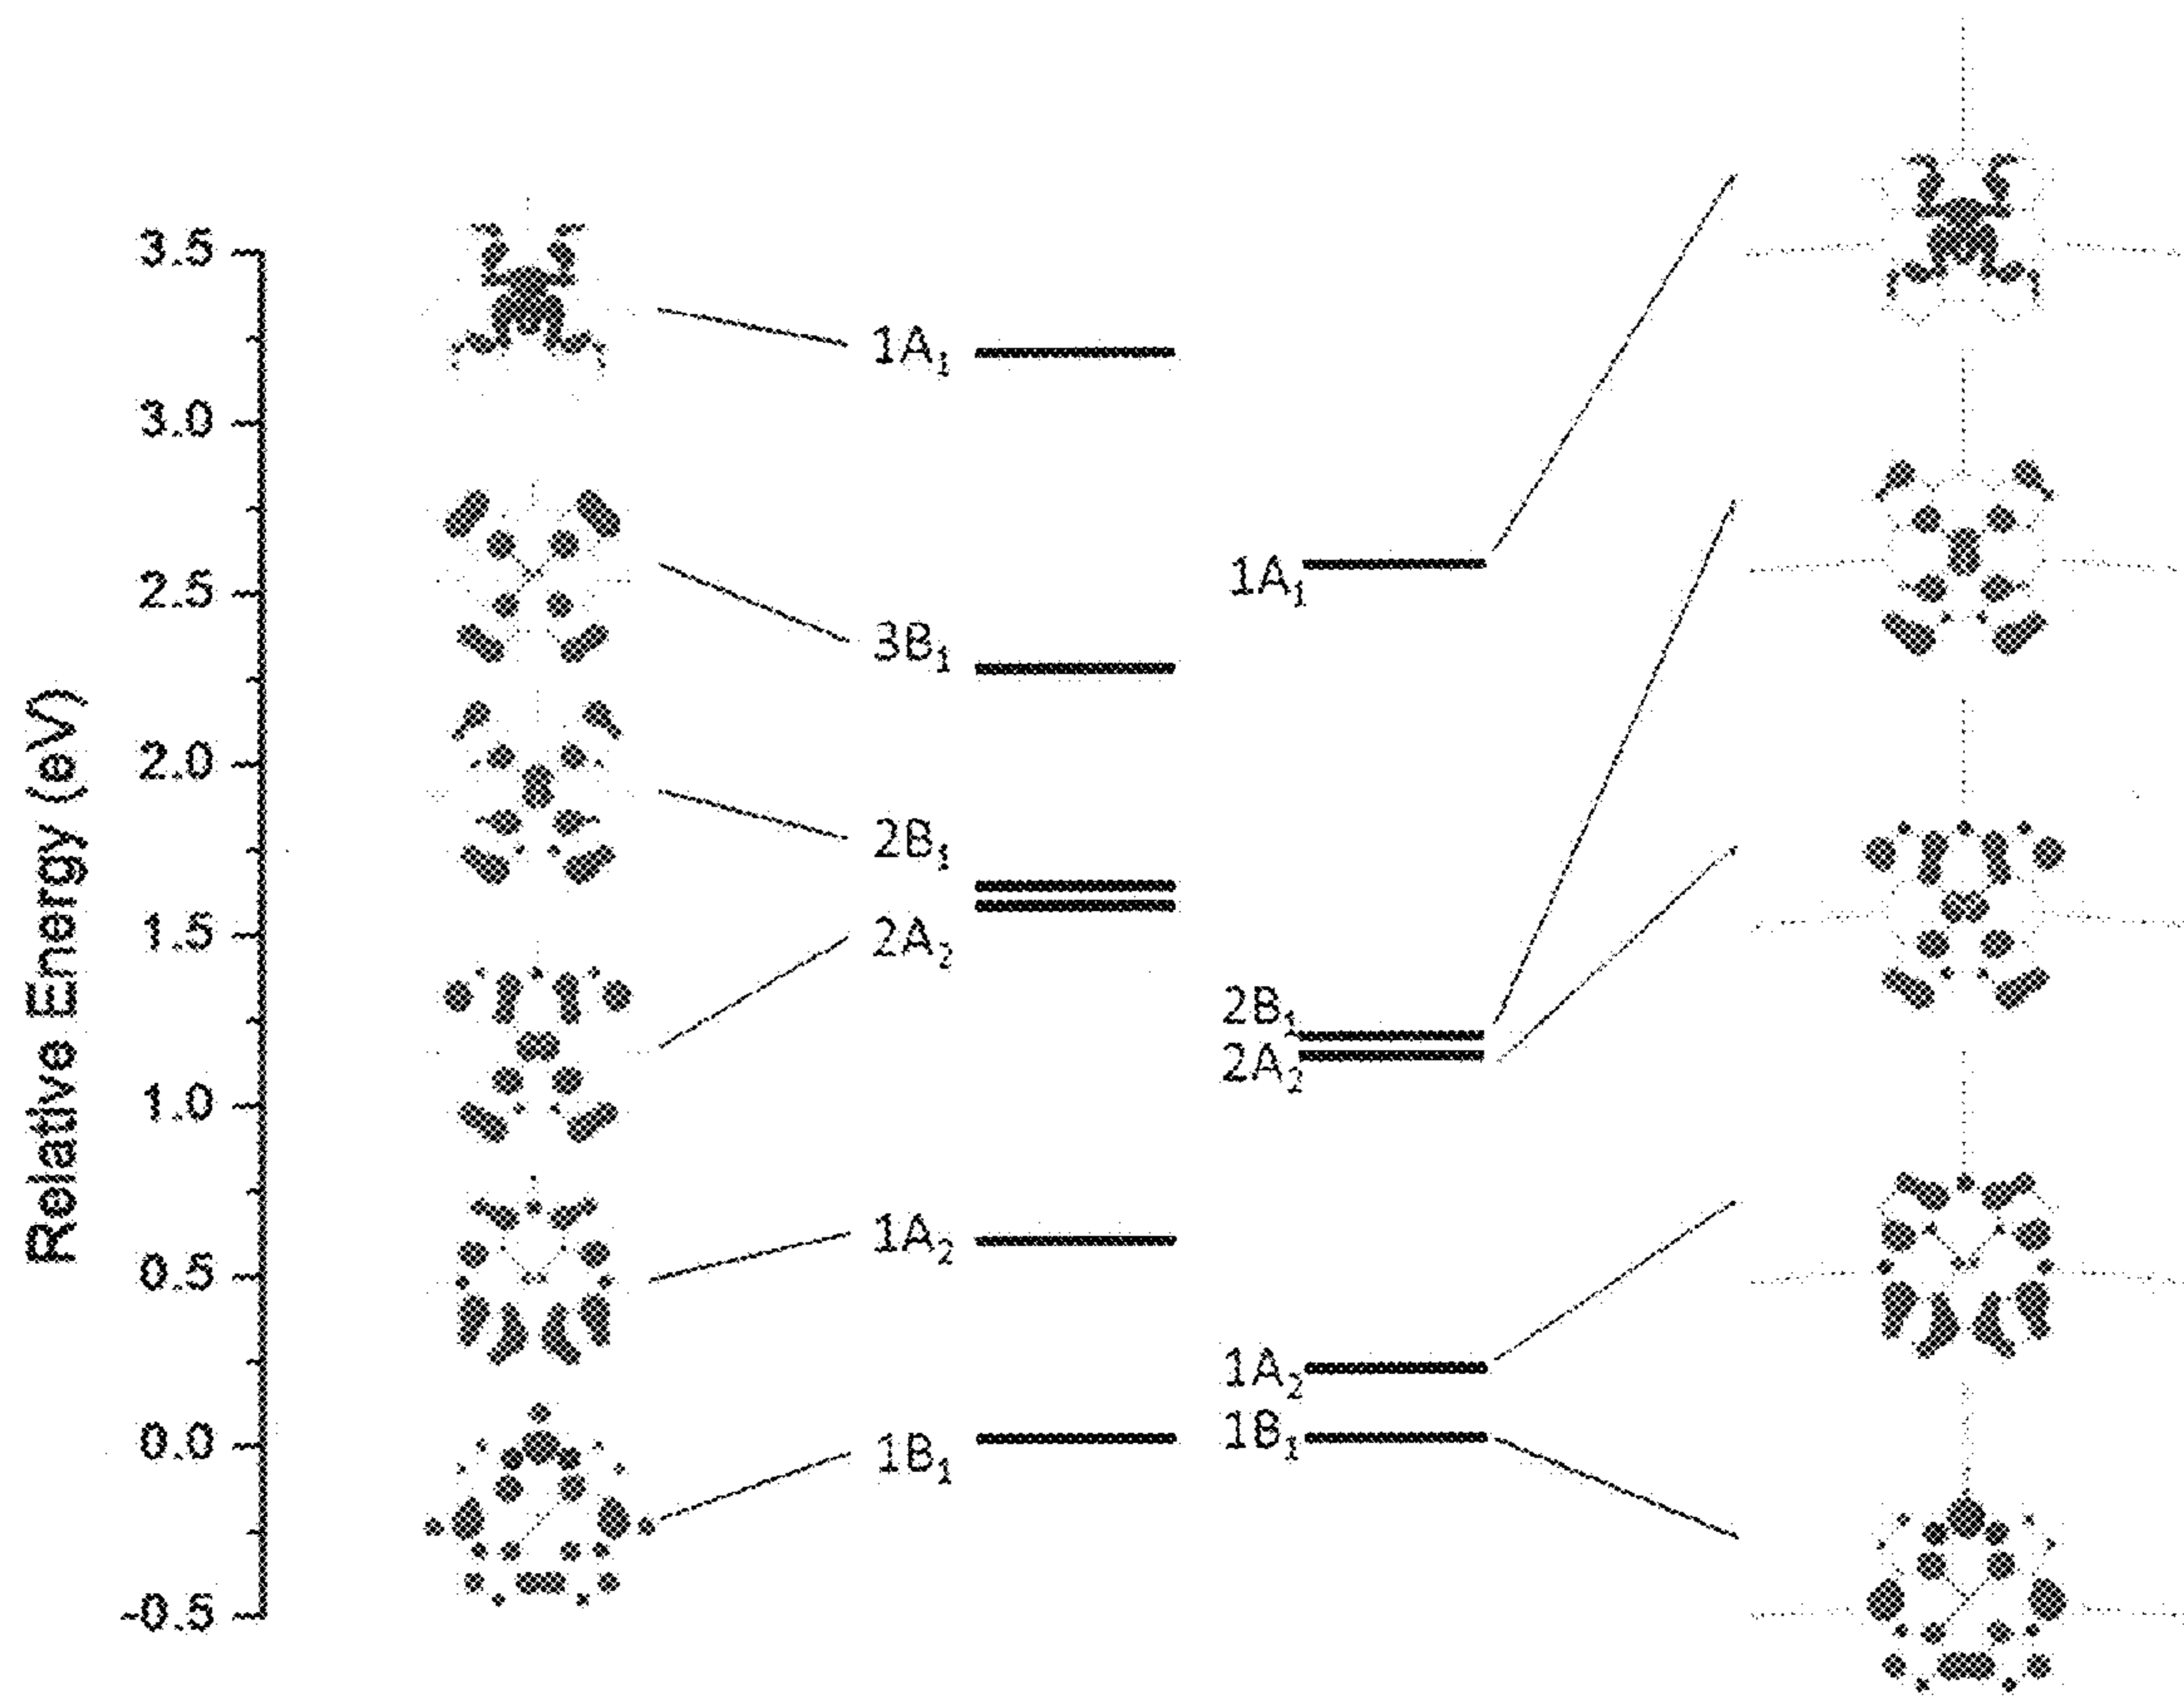 Relative Energy (eV)
3.5
3.0
2.5
2.0
1.5
1.0
0.5
0.0
-0.5
1A₁
3B₁
2B₁
2A₂
1A₂
1B₁
1A₁
2B₁
2A₂
1A₂
1B₁